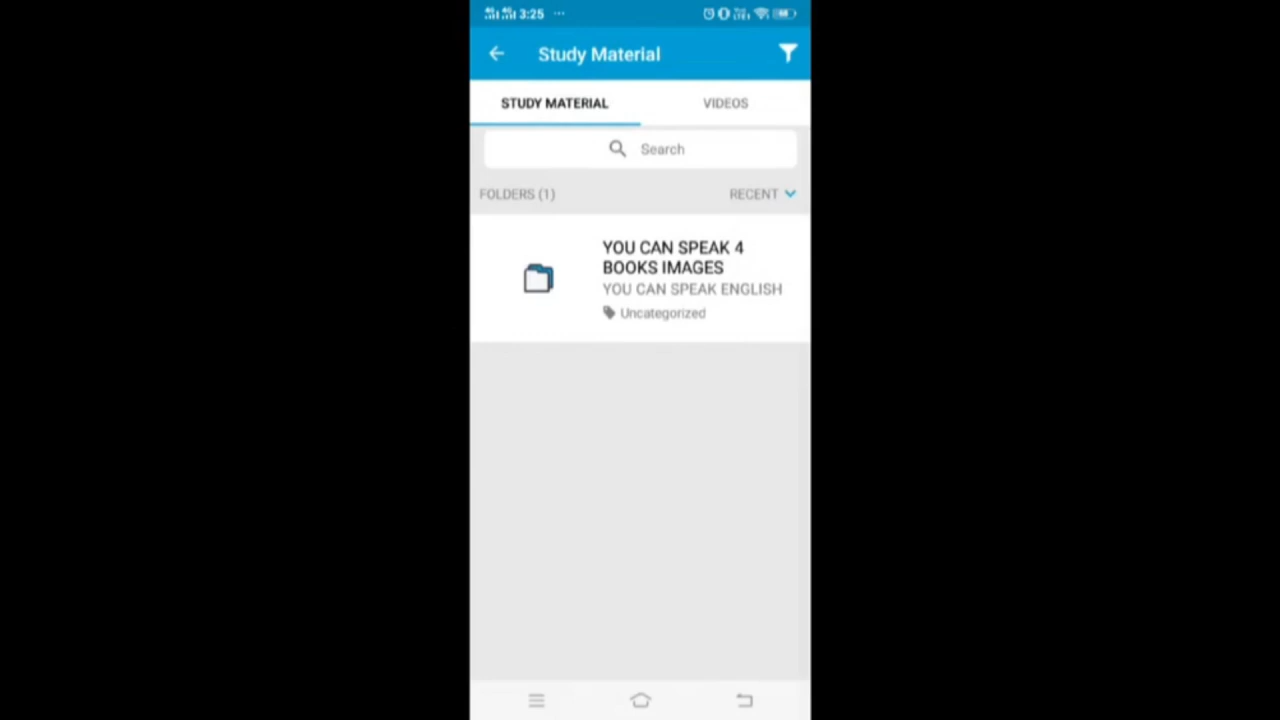 3:25 ...
Study Material
STUDY MATERIAL
VIDEOS
Search
FOLDERS (1)
RECENT
YOU CAN SPEAK 4
BOOKS IMAGES
YOU CAN SPEAK ENGLISH
Uncategorized